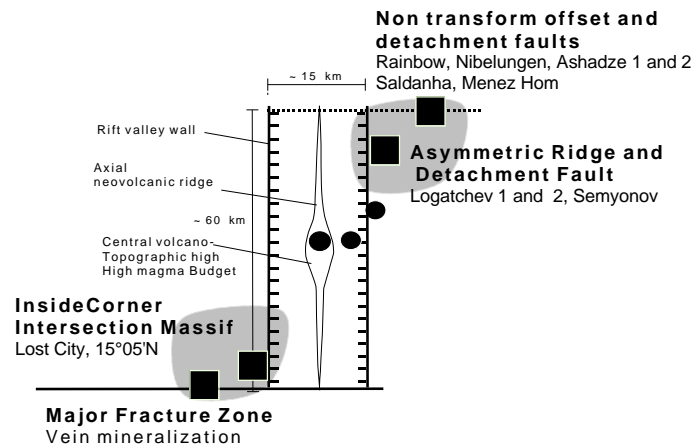 Non transform offset and
detachment faults
Rainbow, Nibelungen, Ashadze 1 and 2
Saldanha, Menez Hom
~ 15 km
Rift valley wall
Asymmetric Ridge and
Detachment Fault
Logatchev 1 and 2, Semyonov
Axial
neovolcanic ridge
~ 60 km
Central volcano-
Topographic high
High magma Budget
InsideCorner
Intersection Massif
Lost City, 15°05'N
Major Fracture Zone
Vein mineralization